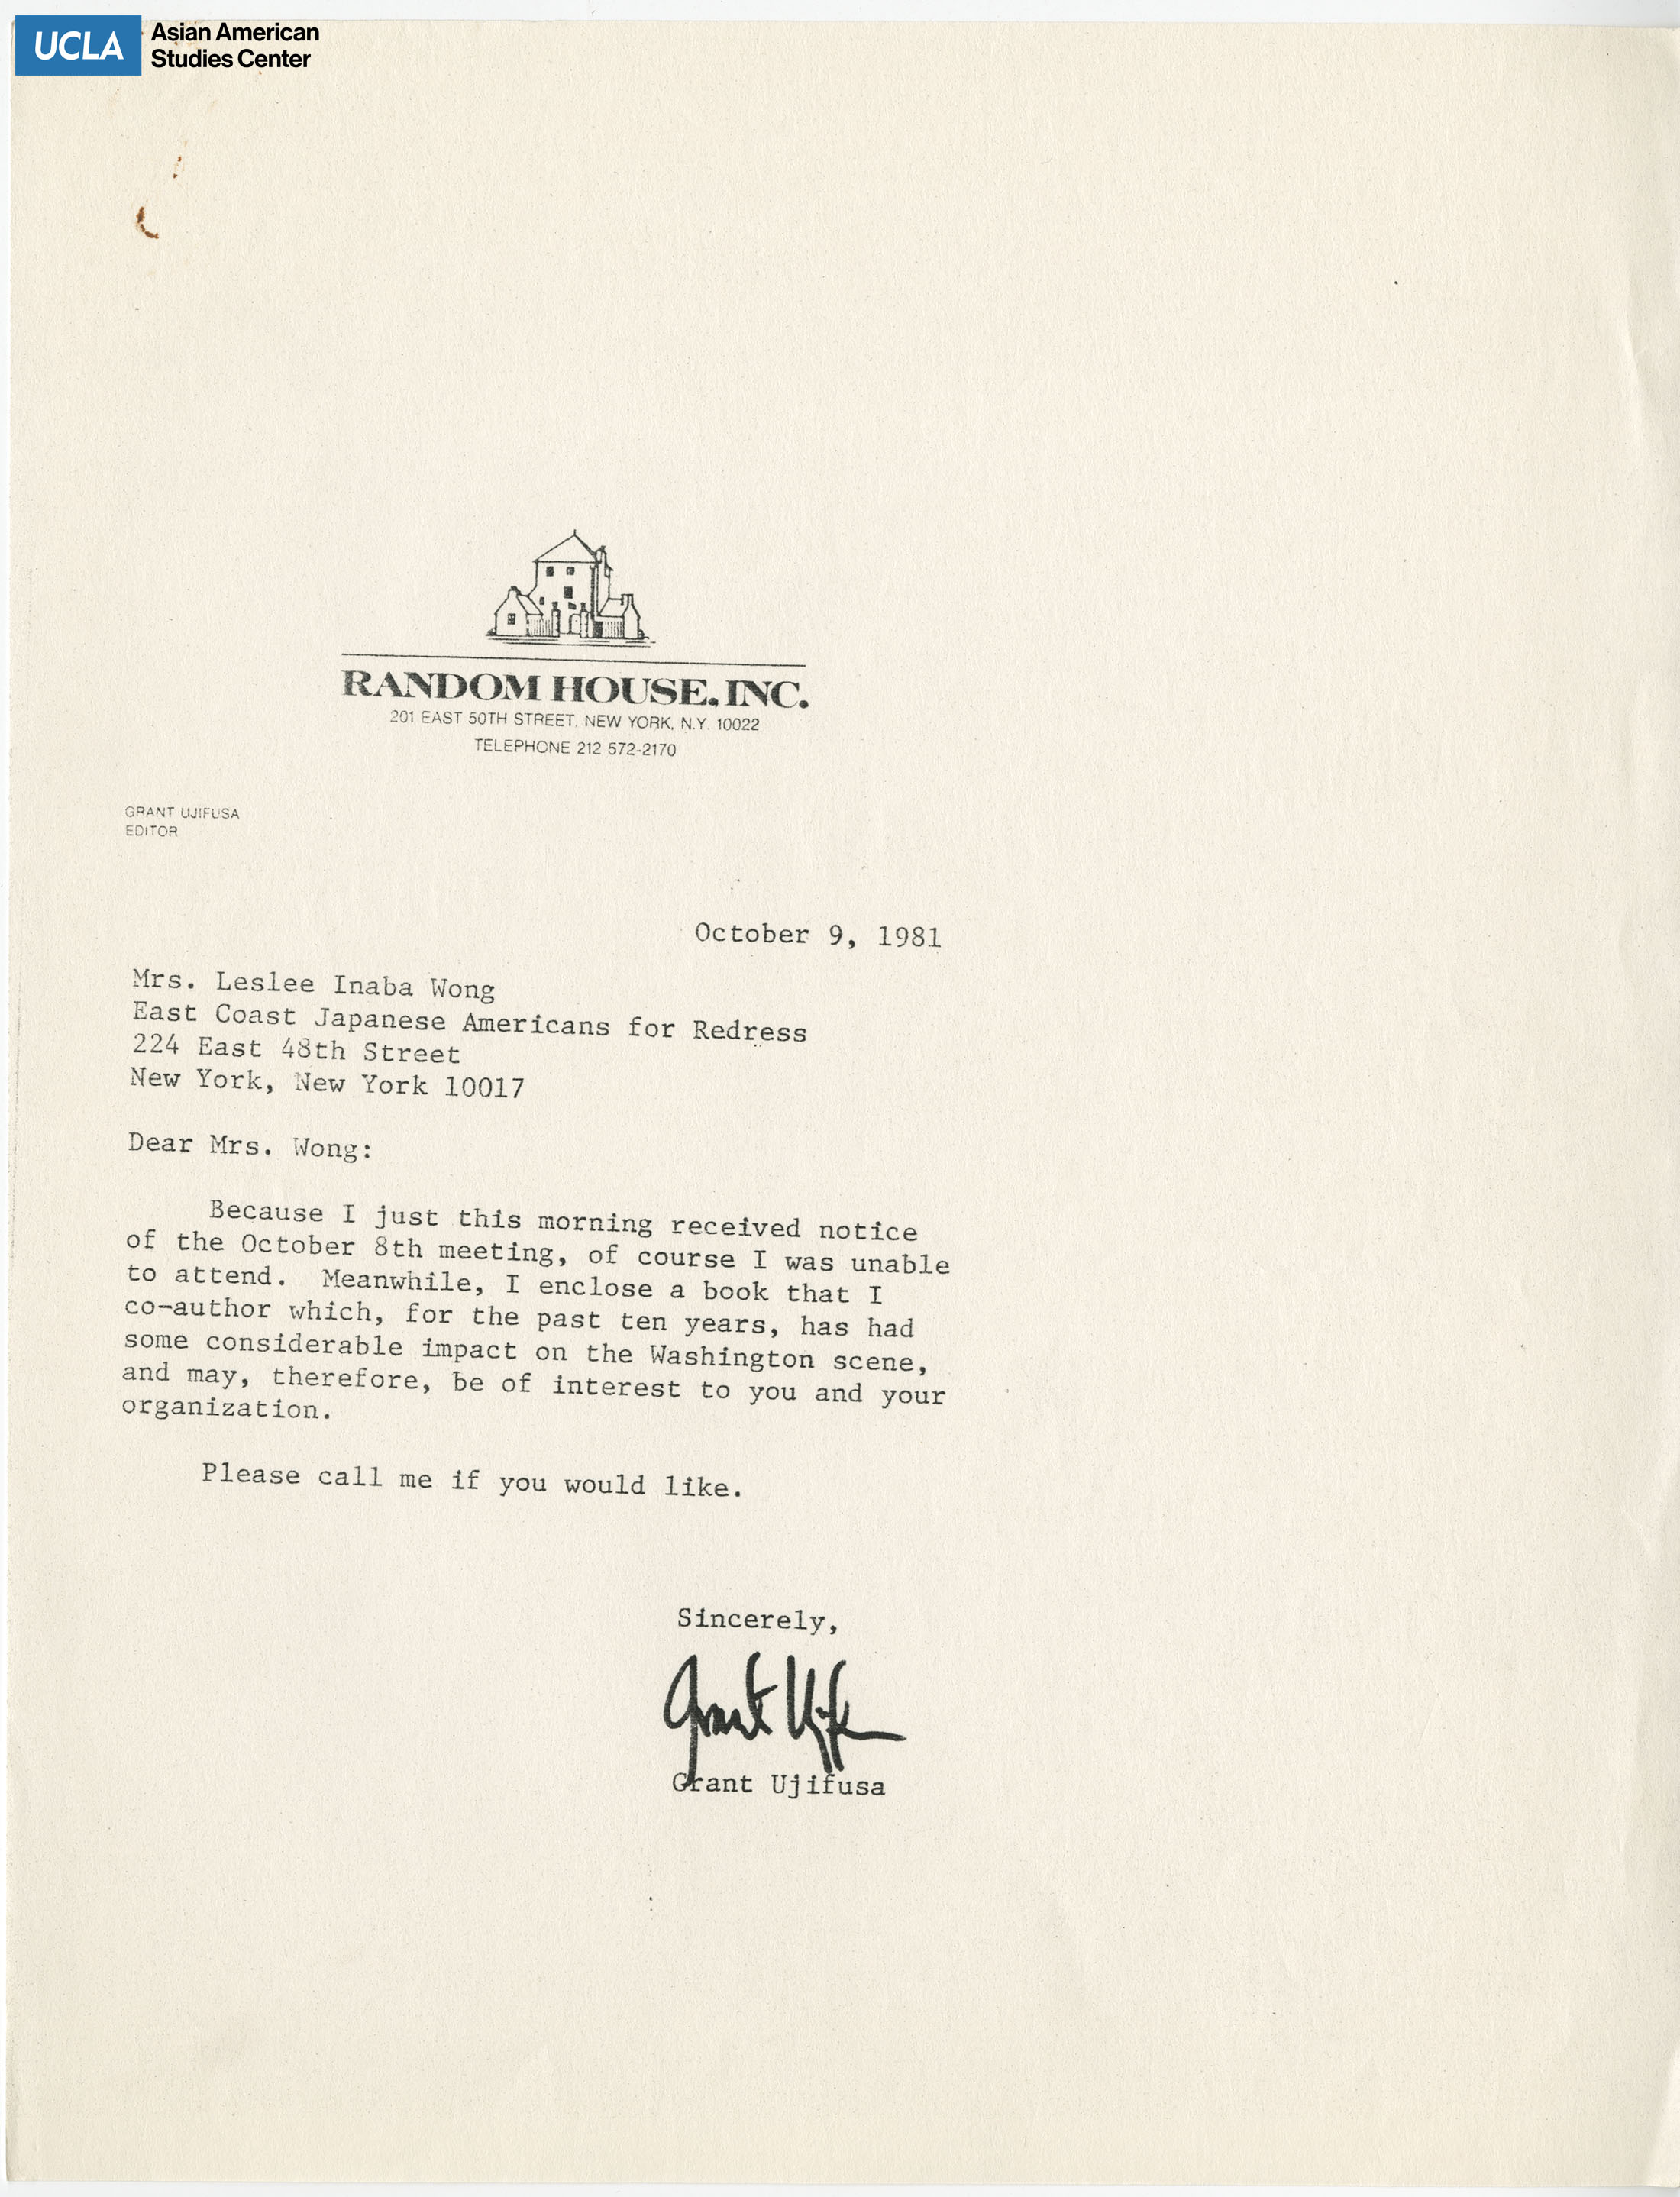 UCLA Asian American
Studies Center
RANDOM HOUSE, INC.
201 EAST 50TH STREET, NEW YORK, N.Y. 10022
TELEPHONE 212 572-2170
GRANT UJIFUSA
EDITOR
October 9, 1981
Mrs. Leslee Inaba Wong
East Coast Japanese Americans for Redress
224 East 48th Street
New York, New York 10017
Dear Mrs. Wong:
Because I just this morning received notice
of the October 8th meeting, of course I was unable
to attend. Meanwhile, I enclose a book that I
co-author which, for the past ten years, has had
some considerable impact on the Washington scene,
and may, therefore, be of interest to you and your
organization.
Please call me if you would like.
Sincerely,
Grant Ujifusa
Grant Ujifusa